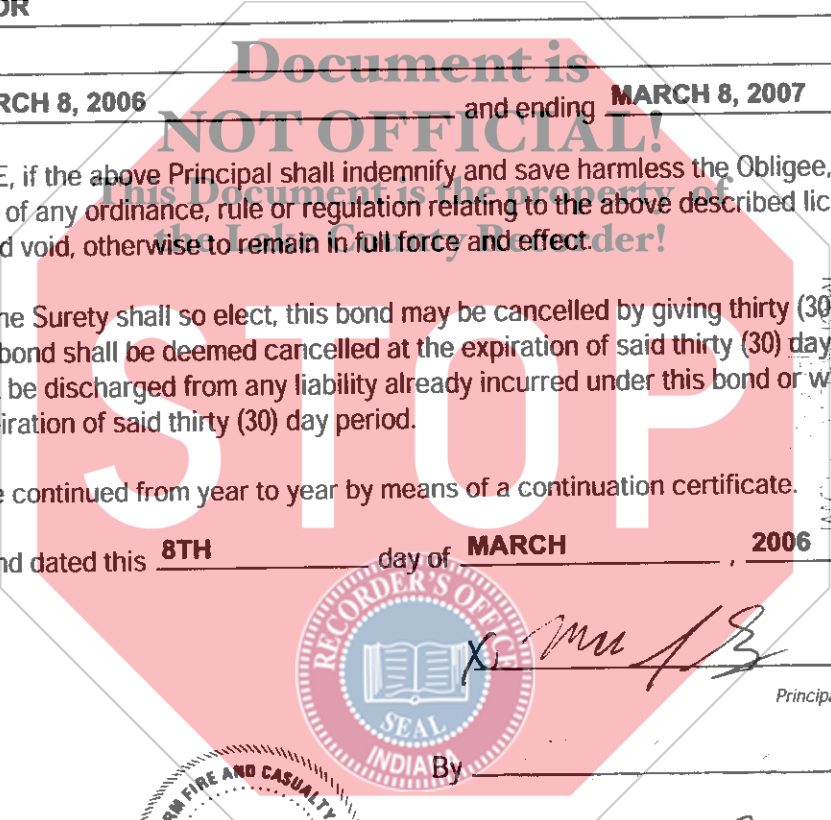 OR
Document is
RCH 8, 2006 and ending MARCH 8, 2007
NOT OFFICIAL!
E, if the above Principal shall indemnify and save harmless the Obligee,
This Document is the property of
of any ordinance, rule or regulation relating to the above described lic
the Lake County Recorder!
d void, otherwise to remain in full force and effect.
he Surety shall so elect, this bond may be cancelled by giving thirty (30
bond shall be deemed cancelled at the expiration of said thirty (30) day
be discharged from any liability already incurred under this bond or w
iration of said thirty (30) day period.
STOP
e continued from year to year by means of a continuation certificate.
nd dated this 8TH day of MARCH , 2006
RECORDER'S OFFICE
SEAL
INDIANA
X
Principa
By
RM FIRE AND CASUALTY